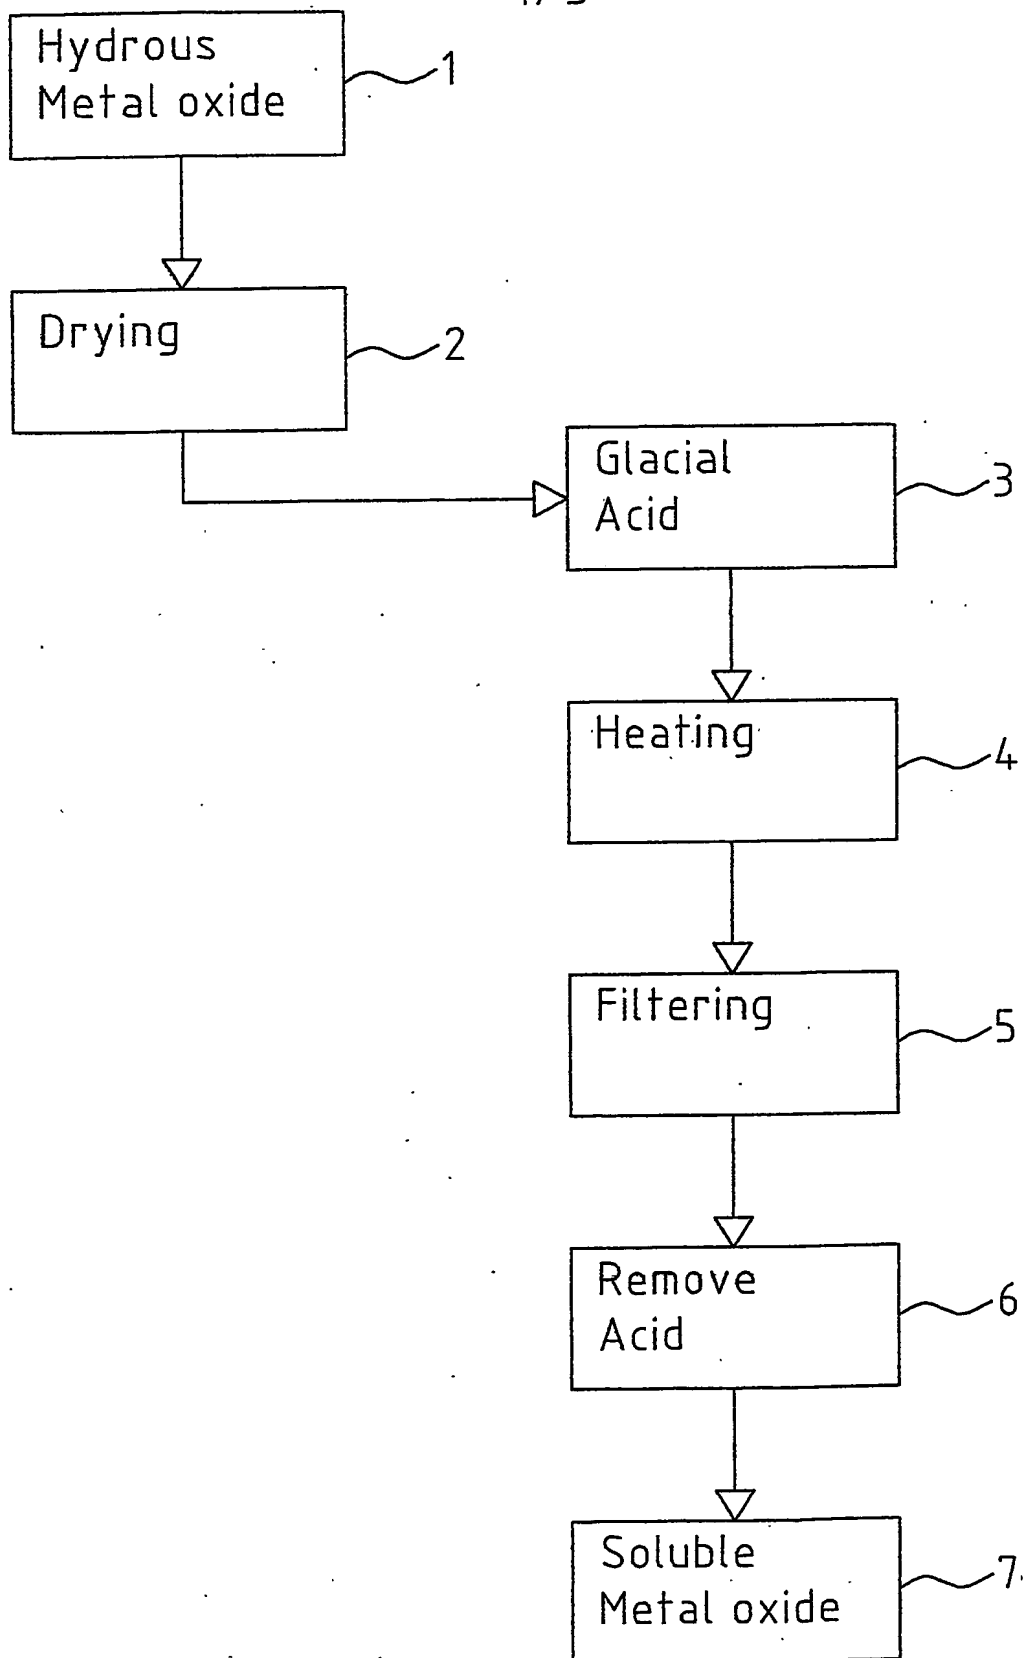 Hydrous
Metal oxide
1
Drying
2
Glacial
Acid
3
Heating
4
Filtering
5
Remove
Acid
6
Soluble
Metal oxide
7